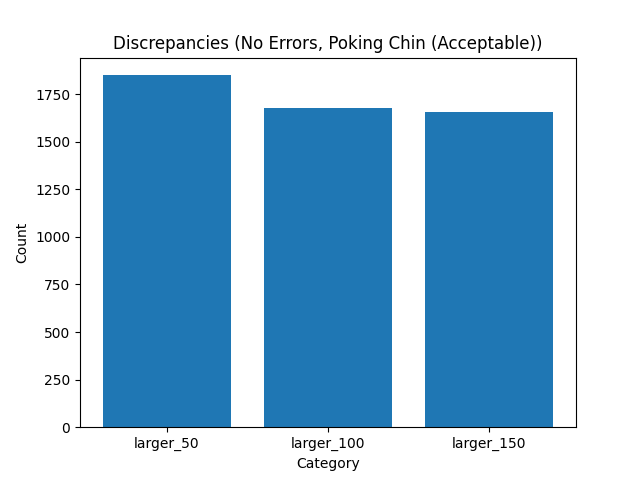 Discrepancies (No Errors, Poking Chin (Acceptable))
1750
1500
1250
1000
750
500
250
0
Count
larger_50 larger_100 larger_150
Category